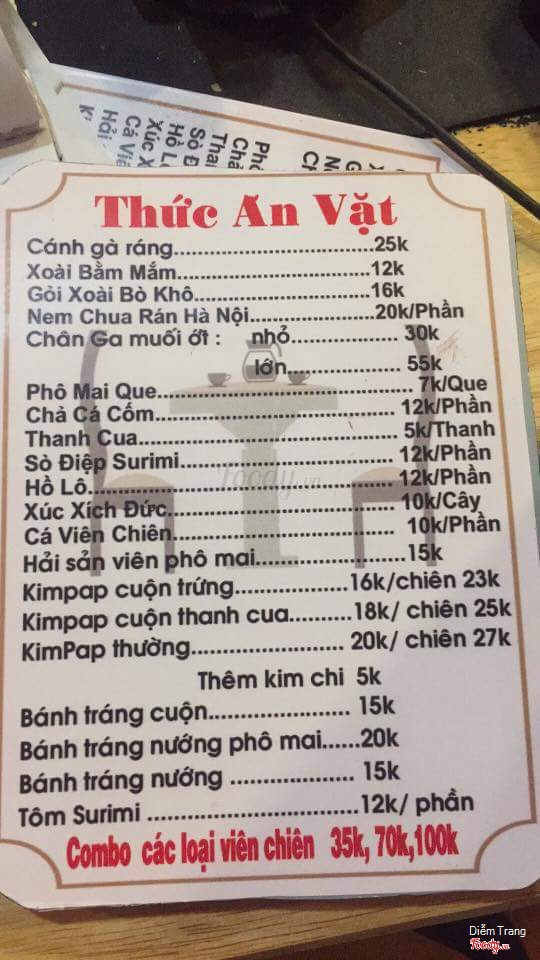 Thức An Vặt
Cánh gà ráng.................................25k
Xoài Bằm Mắm................................12k
Gỏi Xoài Bò Khô..............................16k
Nem Chua Rán Hà Nội....................20k/Phần
Chân Ga muối ớt : nhỏ................... 30k
lớn.................... 55k
Phô Mai Que............................................ 7k/Que
Chả Cá Cốm......................................... 12k/Phần
Thanh Cua............................................5k/Thanh
Sò Điệp Surimi.................................... 12k/Phần
Hồ Lô.................................................. 12k/Phần
Xúc Xích Đức........................................10k/Cây
Cá Viên Chiên..................................... 10k/Phần
Hải sản viên phô mai..........................15k
Kimpap cuộn trứng...................16k/chiên 23k
Kimpap cuộn thanh cua..........18k/ chiên 25k
KimPap thường......................... 20k/ chiên 27k
Thêm kim chi 5k
Bánh tráng cuộn....................... 15k
Bánh tráng nướng phô mai......20k
Bánh tráng nướng .................... 15k
Tôm Surimi ..................................12k/ phần
Combo các loại viên chiên 35k, 70k,100k
foody.vn
Diễm Trang
Foody.vn